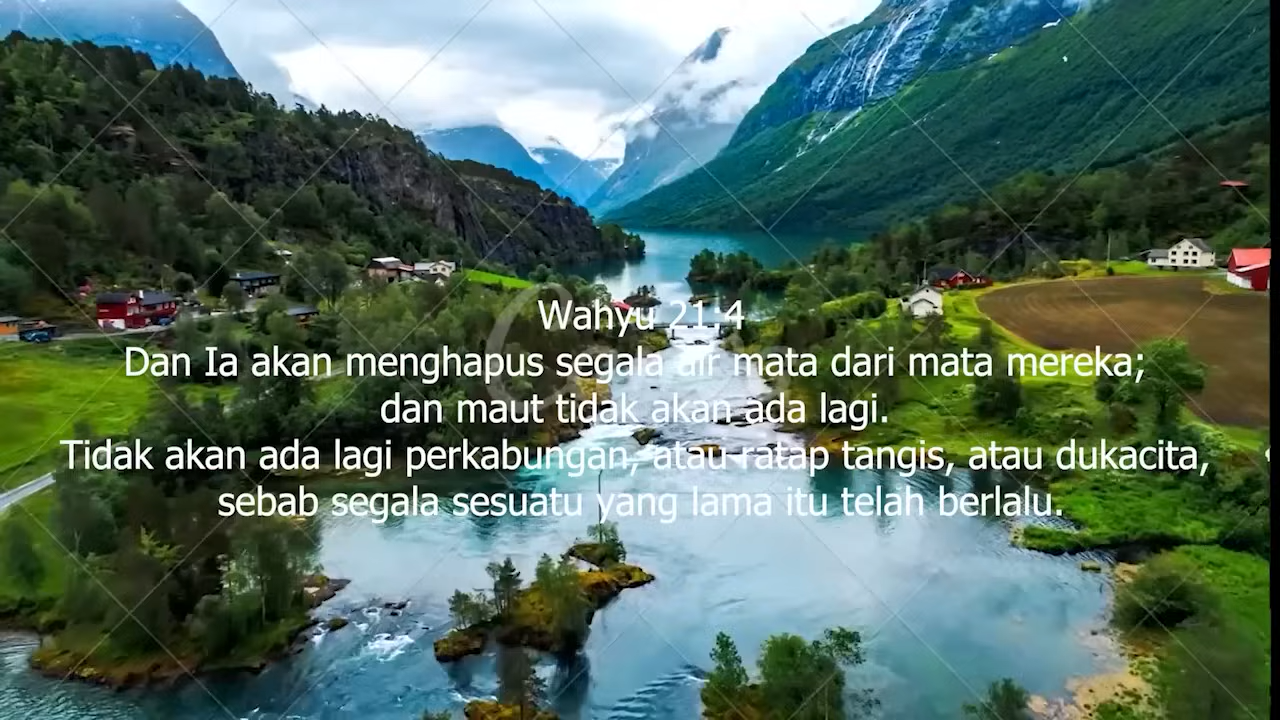 Wahyu 21:4
Dan Ia akan menghapus segala air mata dari mata mereka;
dan maut tidak akan ada lagi.
Tidak akan ada lagi perkabungan, atau ratap tangis, atau dukacita,
sebab segala sesuatu yang lama itu telah berlalu.